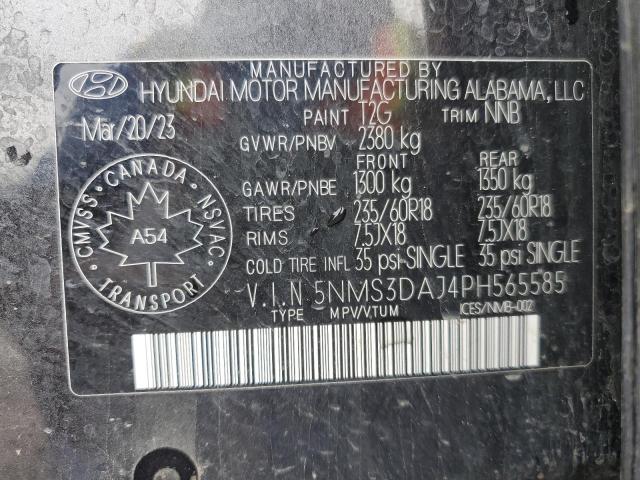 MANUFACTURED BY
HYUNDAI MOTOR MANUFACTURING ALABAMA, LLC
Mar/20/23 PAINT T2G TRIM NNB
GVWR/PNBV 2380 kg
FRONT REAR
GAWR/PNBE 1300 kg 1350 kg
TIRES 235/60R18 235/60R18
RIMS 7.5JX18 7.5JX18
COLD TIRE INFL 35 psi-SINGLE 35 psi SINGLE
V.I.N 5NMS3DAJ4PH565585
TYPE MPV/VTUM ICES/NMB-002
CMVSS • CANADA • NSVAC
A54
TRANSPORT